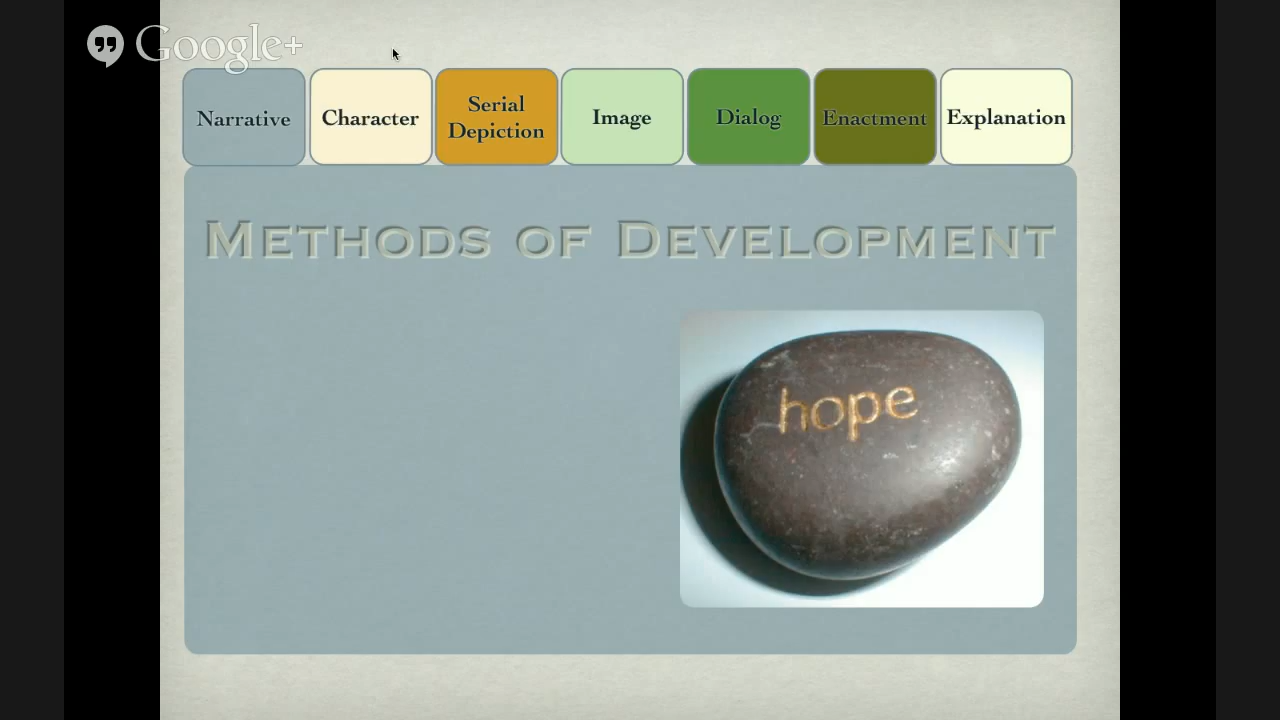 Google+
Narrative
Character
Serial
Depiction
Image
Dialog
Enactment
Explanation
METHODS OF DEVELOPMENT
hope